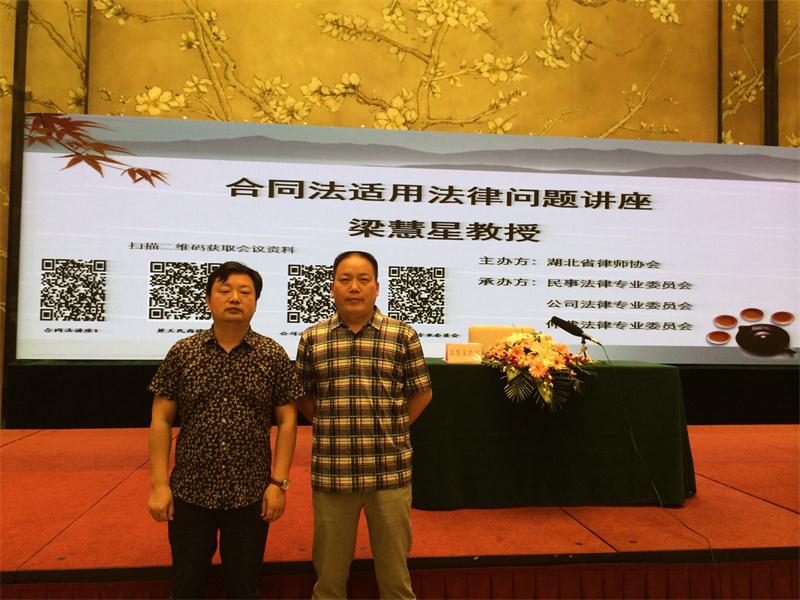 合同法适用法律问题讲座
梁慧星教授
扫描二维码获取会议资料
主办方：湖北省律师协会
承办方：民事法律专业委员会
公司法律专业委员会
法律专业委员会
合同法讲座1